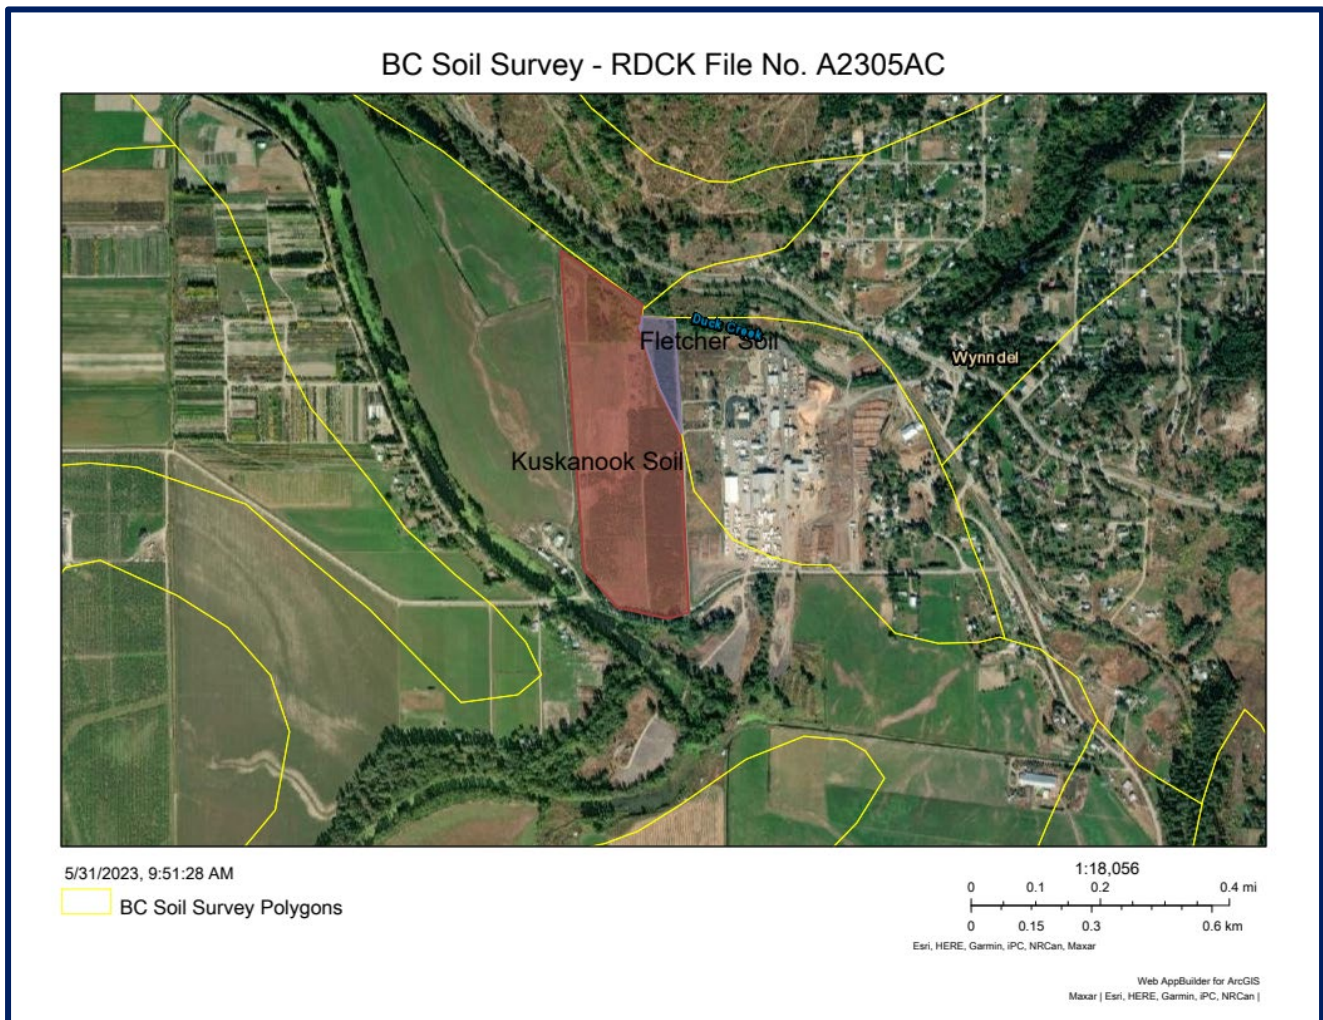 BC Soil Survey - RDCK File No. A2305AC
Duck Creek
Fletcher Soil
Wynndel
Kuskanook Soil
5/31/2023, 9:51:28 AM
BC Soil Survey Polygons
1:18,056
0 0.1 0.2 0.4 mi
0 0.15 0.3 0.6 km
Esri, HERE, Garmin, iPC, NRCan, Maxar
Web AppBuilder for ArcGIS
Maxar | Esri, HERE, Garmin, iPC, NRCan |